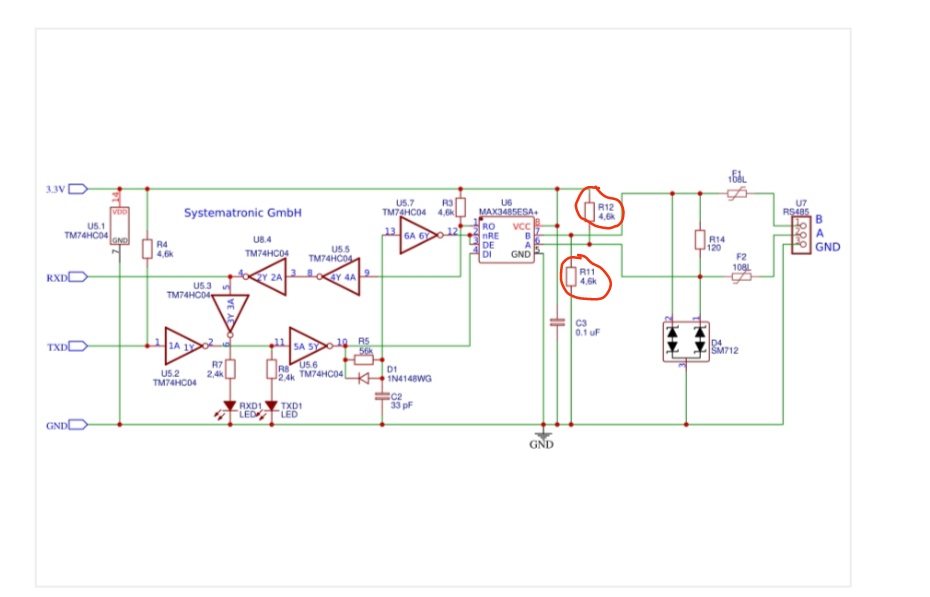 3.3V
14
VDD
GND
7
U5.1
TM74HC04
Systematronic GmbH
R4
4,6k
RXD
TXD
GND
U8.4
TM74HC04
4
2Y 2A
3
U5.5
TM74HC04
8
4Y 4A
9
U5.3
TM74HC04
5
3Y 3A
6
1
1A 1Y
2
U5.2
TM74HC04
R7
2,4k
R8
2,4k
11
5A 5Y
10
U5.6
TM74HC04
RXD1
LED
TXD1
LED
R5
56k
D1
1N4148WG
C2
33 pF
U5.7
TM74HC04
13
6A 6Y
12
R3
4,6k
U6
MAX3485ESA+
1
RO
VCC
8
2
nRE
B
7
3
DE
A
6
4
DI
GND
5
R12
4,6k
R11
4,6k
C3
0.1 uF
GND
F1
108L
R14
120
F2
108L
2
1
D4
SM712
3
U7
RS485
1
2
3
B
A
GND